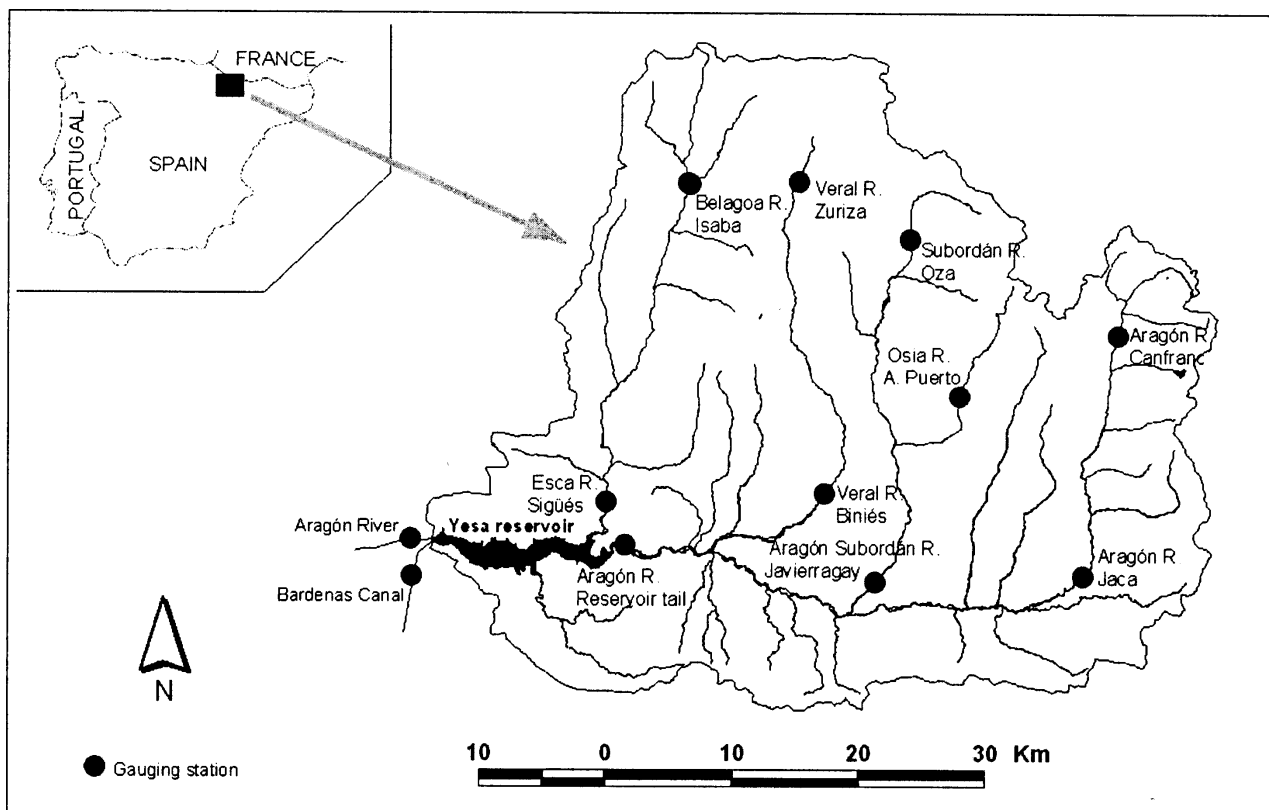 FRANCE
PORTUGAL
SPAIN
Belagoa R.
Isaba
Veral R.
Zuriza
Subordán R.
Oza
Aragón R.
Canfranc
Osia R.
A. Puerto
Esca R.
Sigüés
Veral R.
Biniés
Aragón River
Yesa reservoir
Bardenas Canal
Aragón R.
Reservoir tail
Aragón Subordán R.
Javierragay
Aragón R.
Jaca
N
10 0 10 20 30 Km
Gauging station